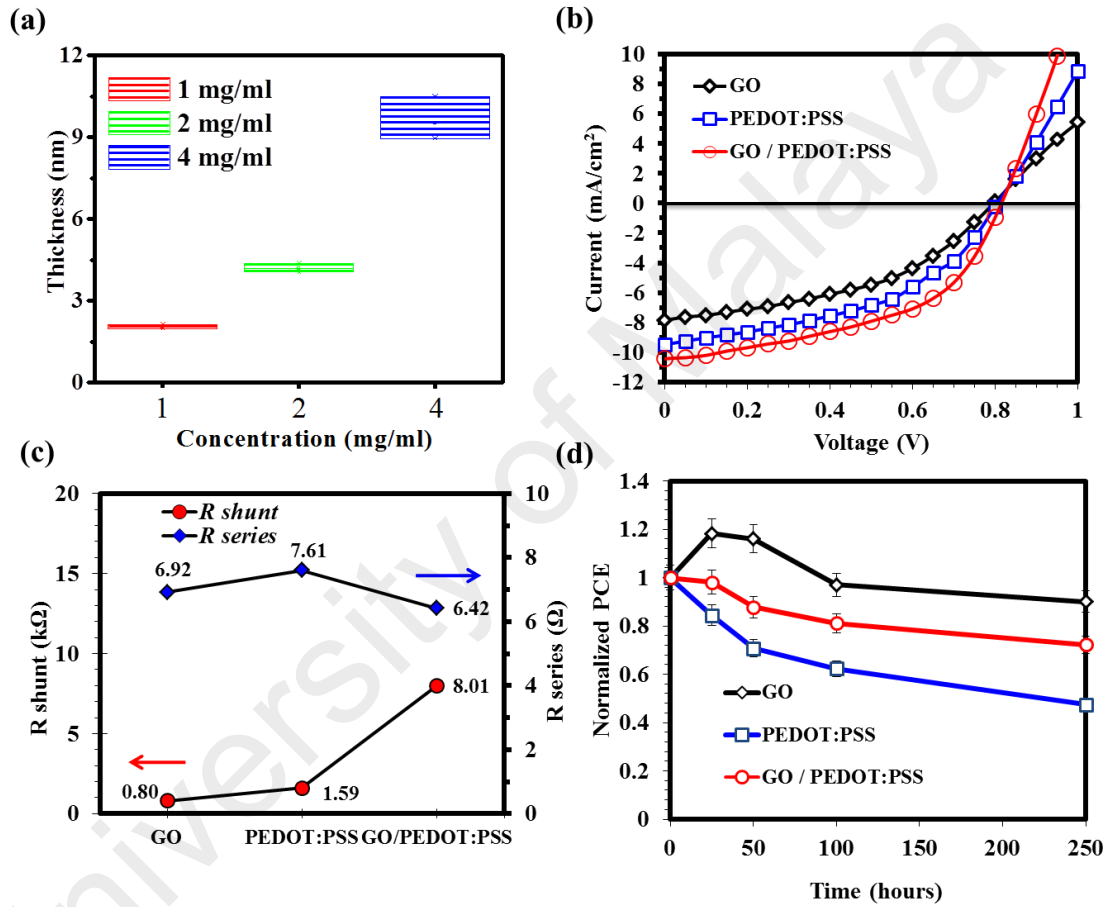 (a)
12
9
6
3
0
Thickness (nm)
1 mg/ml
2 mg/ml
4 mg/ml
1 2 4
Concentration (mg/ml)
(b)
10
8
6
4
2
0
-2
-4
-6
-8
-10
-12
Current (mA/cm²)
GO
PEDOT:PSS
GO / PEDOT:PSS
0 0.2 0.4 0.6 0.8 1
Voltage (V)
(c)
20
15
10
5
0
R shunt (kΩ)
R shunt
R series
6.92
7.61
6.42
8.01
0.80
1.59
10
8
6
4
2
0
R series (Ω)
GO PEDOT:PSS GO/PEDOT:PSS
(d)
1.4
1.2
1
0.8
0.6
0.4
0.2
0
Normalized PCE
GO
PEDOT:PSS
GO / PEDOT:PSS
0 50 100 150 200 250
Time (hours)
University of Malaya